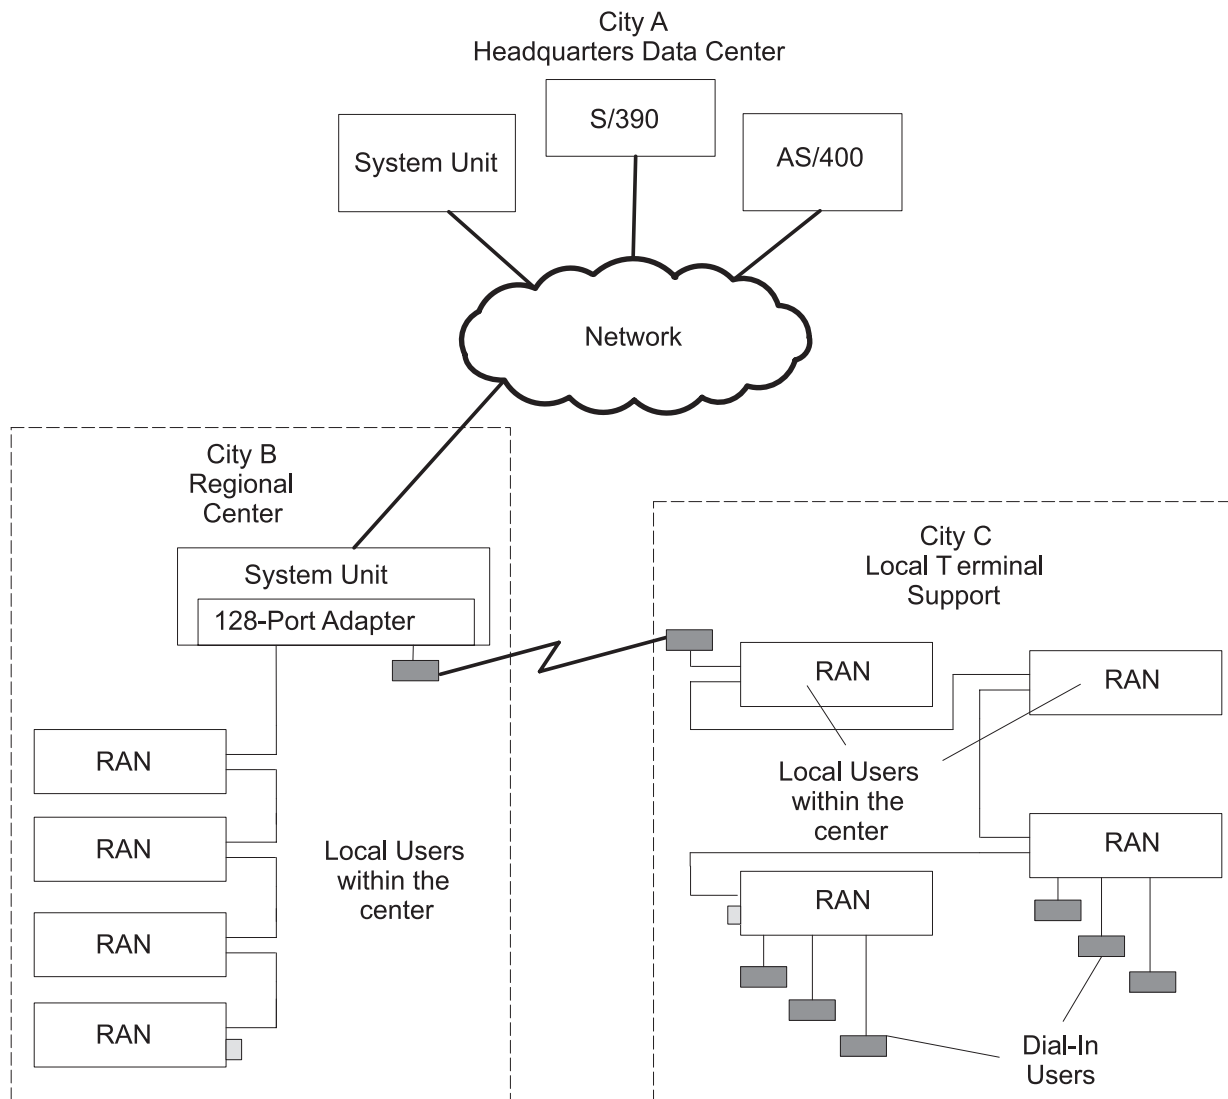 City A
Headquarters Data Center
System Unit
S/390
AS/400
Network
City B
Regional
Center
System Unit
128-Port Adapter
RAN
RAN
RAN
RAN
Local Users
within the
center
City C
Local T erminal
Support
RAN
RAN
Local Users
within the
center
RAN
RAN
Dial-In
Users